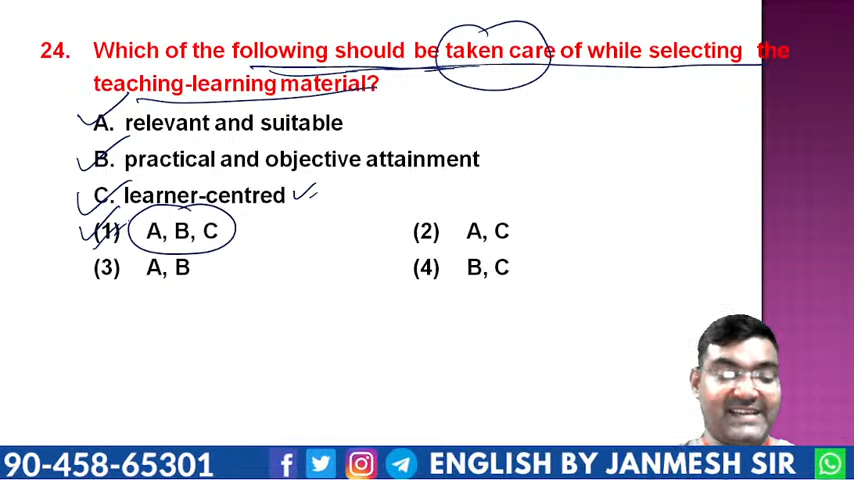 24. Which of the following should be taken care of while selecting the
teaching-learning material?
A. relevant and suitable
B. practical and objective attainment
C. learner-centred
(1) A, B, C (2) A, C
(3) A, B (4) B, C
90-458-65301 ENGLISH BY JANMESH SIR